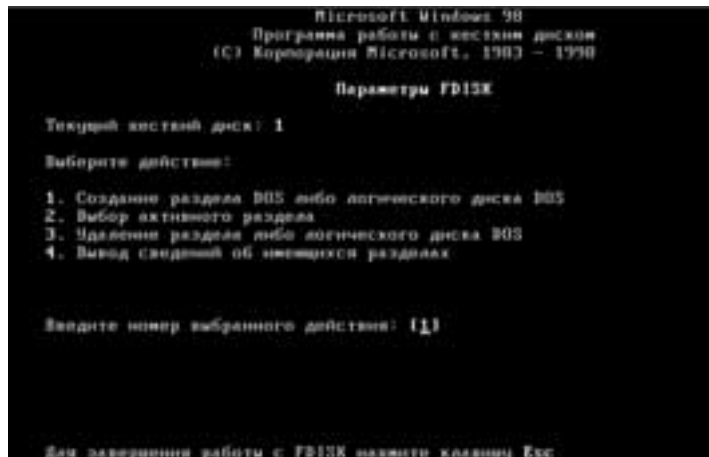 Microsoft Windows 98
Программа работы с жестким диском
(C) Корпорация Microsoft, 1983 - 1998
Параметры FDISK
Текущий жесткий диск: 1
Выберите действие:
1. Создание раздела DOS либо логического диска DOS
2. Выбор активного раздела
3. Удаление раздела либо логического диска DOS
4. Вывод сведений об имеющихся разделах
Введите номер выбранного действия: [1]
Для завершения работы с FDISK нажмите клавишу Esc